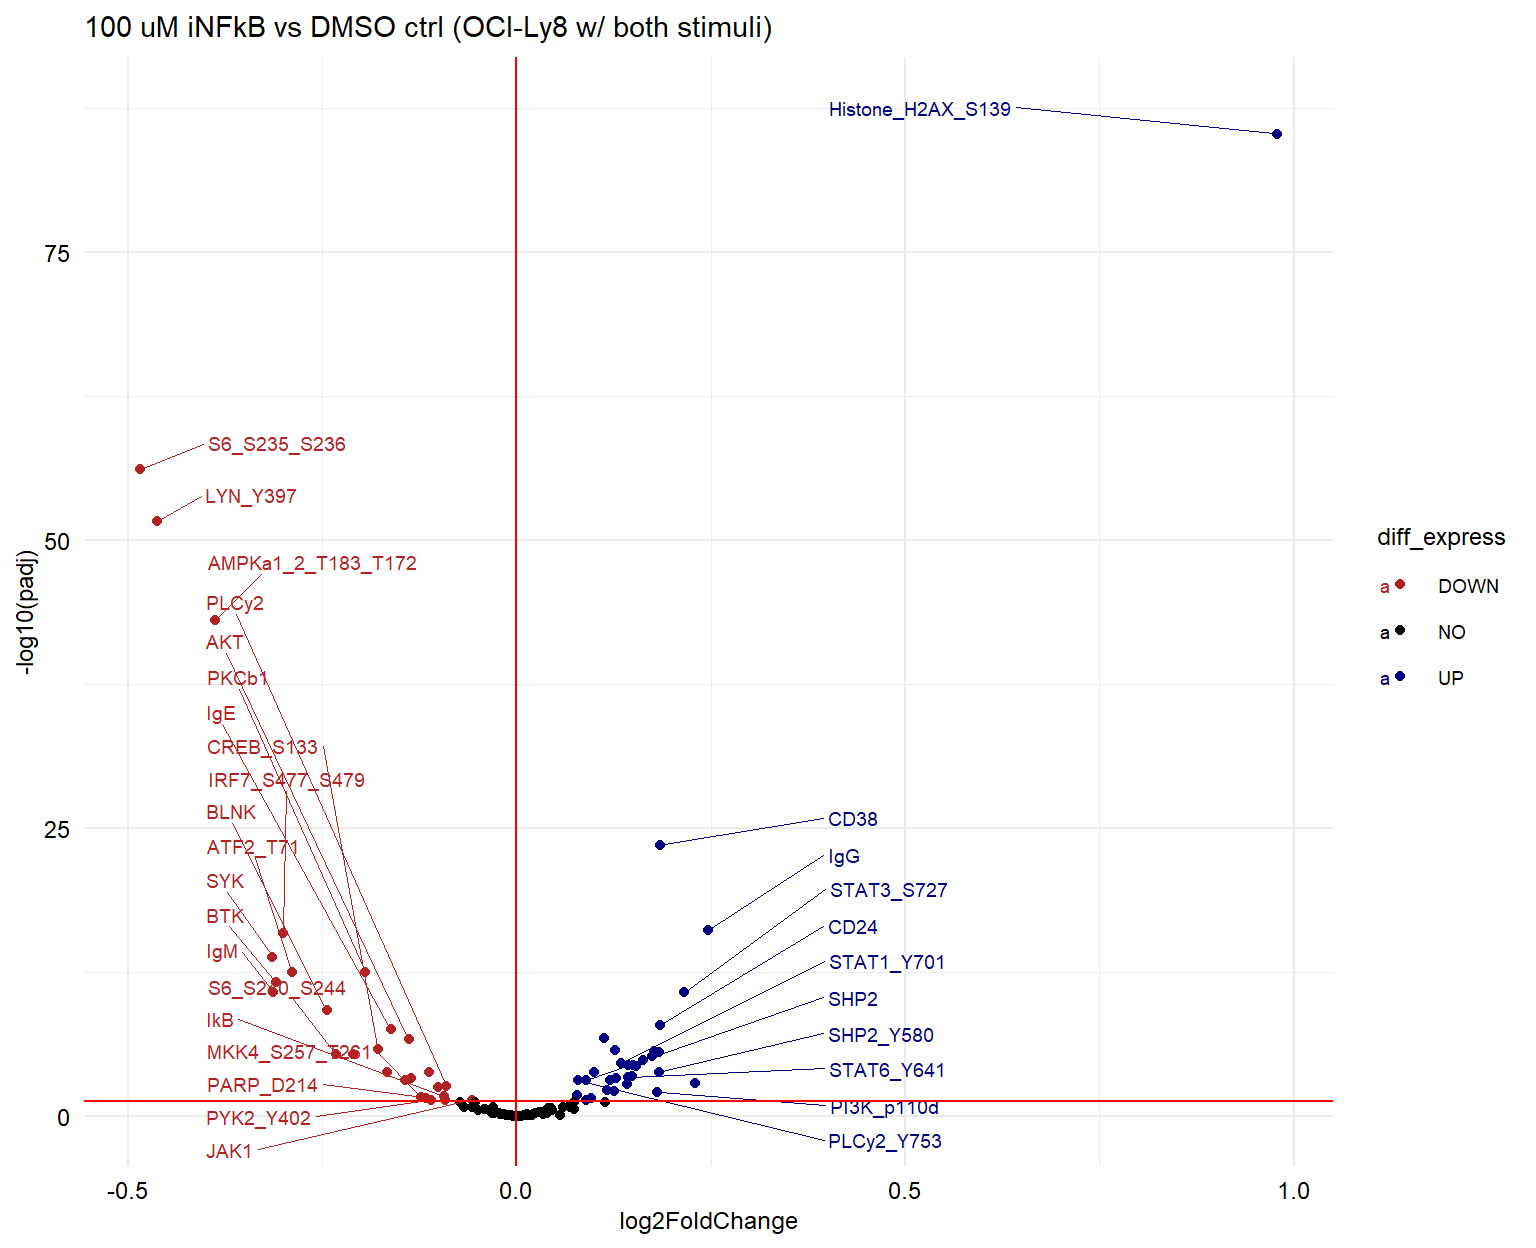 100 uM iNFkB vs DMSO ctrl (OCI-Ly8 w/ both stimuli)
Histone_H2AX_S139
75
S6_S235_S236
LYN_Y397
50
AMPKa1_2_T183_T172
PLCy2
AKT
PKCb1
IgE
CREB_S133
IRF7_S477_S479
BLNK
ATF2_T71
SYK
BTK
IgM
S6_S240_S244
IkB
MKK4_S257_T261
PARP_D214
PYK2_Y402
JAK1
25
CD38
IgG
STAT3_S727
CD24
STAT1_Y701
SHP2
SHP2_Y580
STAT6_Y641
PI3K_p110d
PLCy2_Y753
0
-log10(padj)
-0.5 0.0 0.5 1.0
log2FoldChange
diff_express
a DOWN
a NO
a UP